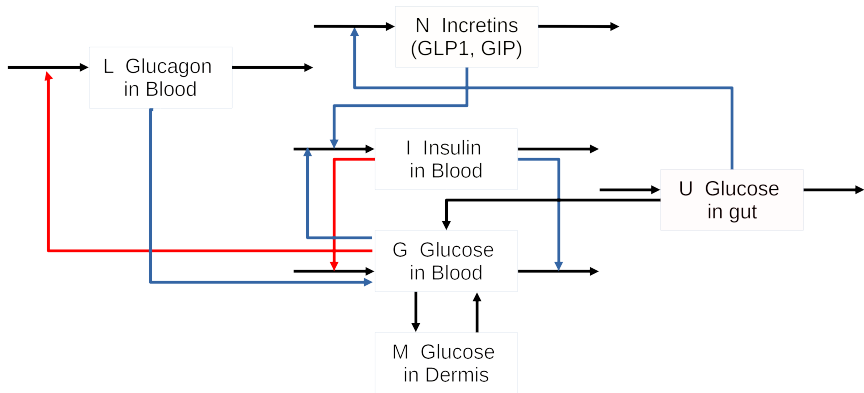 N Incretins
(GLP1, GIP)
L Glucagon
in Blood
I Insulin
in Blood
U Glucose
in gut
G Glucose
in Blood
M Glucose
in Dermis